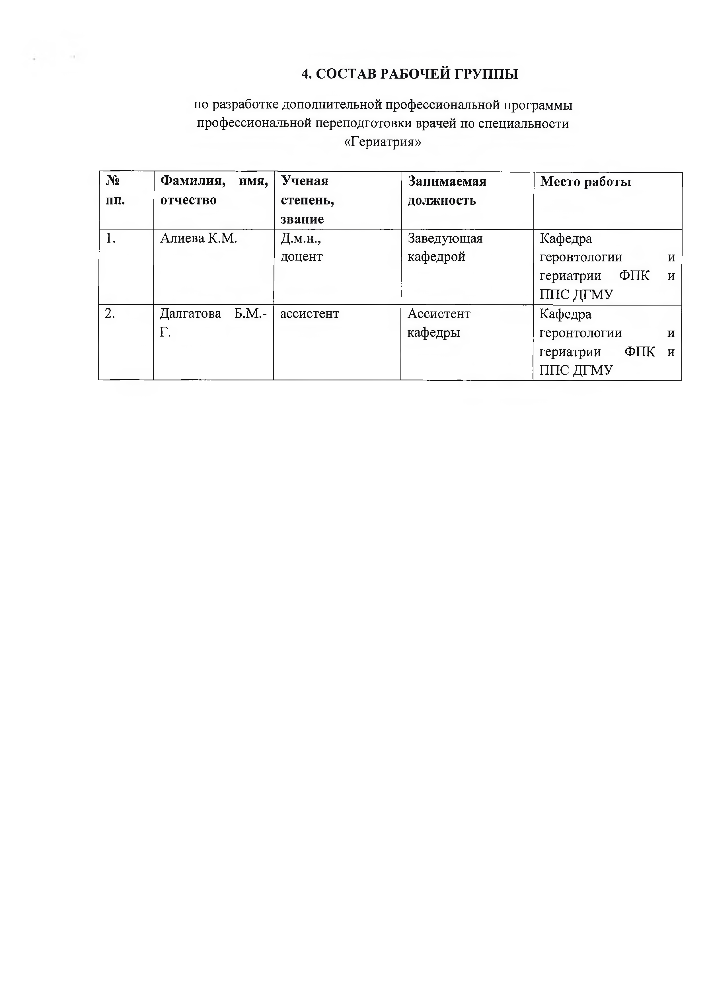 4. СОСТАВ РАБОЧЕЙ ГРУППЫ
по разработке дополнительной профессиональной программы
профессиональной переподготовки врачей по специальности
«Гериатрия»
№
пп.
Фамилия, имя,
отчество
Ученая
степень,
звание
Занимаемая
должность
Место работы
1.
Алиева К.М.
Д.м.н.,
доцент
Заведующая
кафедрой
Кафедра
геронтологии и
гериатрии ФПК и
ППС ДГМУ
2.
Далгатова Б.М.-
Г.
ассистент
Ассистент
кафедры
Кафедра
геронтологии и
гериатрии ФПК и
ППС ДГМУ